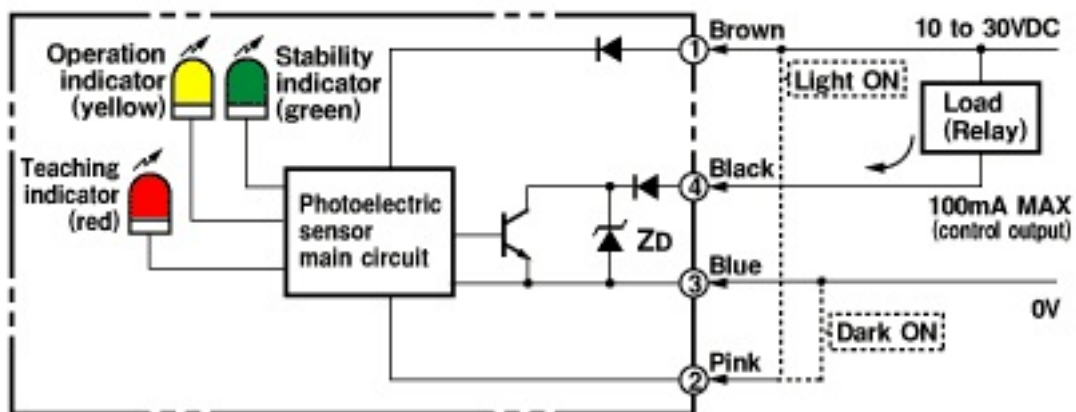 Operation
indicator
(yellow)
Stability
indicator
(green)
Teaching
indicator
(red)
Photoelectric
sensor
main circuit
ZD
1
Brown
10 to 30VDC
Light ON
Load
(Relay)
4
Black
100mA MAX
(control output)
3
Blue
0V
Dark ON
2
Pink